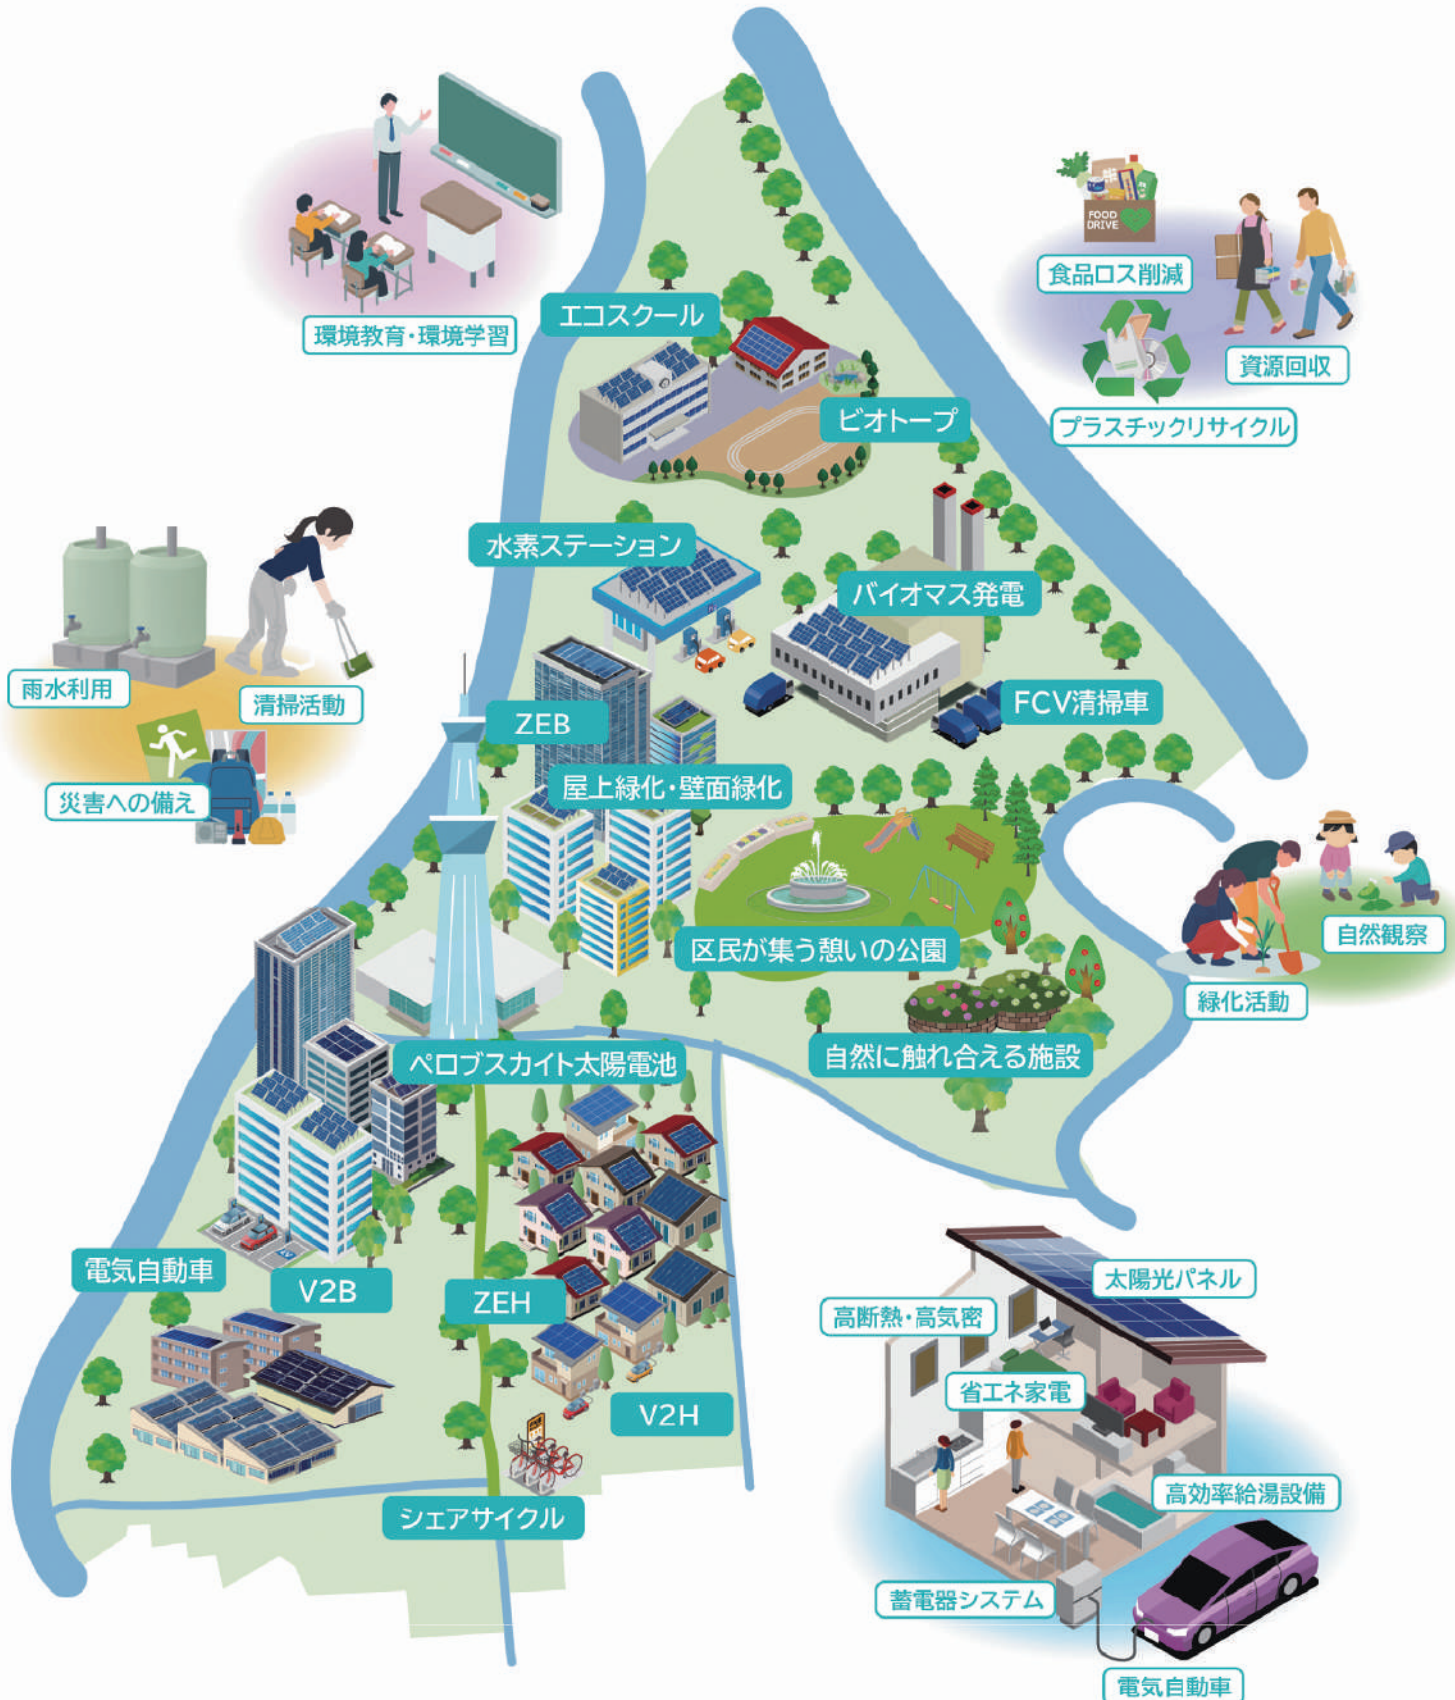 環境教育・環境学習
FOOD
DRIVE
食品ロス削減
資源回収
プラスチックリサイクル
エコスクール
ビオトープ
水素ステーション
バイオマス発電
FCV清掃車
雨水利用
清掃活動
災害への備え
ZEB
屋上緑化・壁面緑化
区民が集う憩いの公園
自然観察
緑化活動
自然に触れ合える施設
ペロブスカイト太陽電池
電気自動車
V2B
ZEH
V2H
シェアサイクル
太陽光パネル
高断熱・高気密
省エネ家電
高効率給湯設備
蓄電器システム
電気自動車